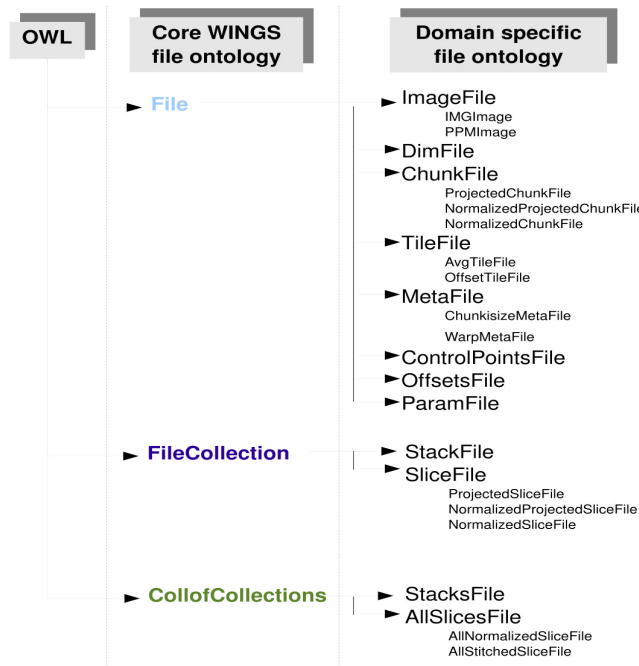 OWL
Core WINGS
file ontology
Domain specific
file ontology
File
ImageFile
IMGImage
PPMImage
DimFile
ChunkFile
ProjectedChunkFile
NormalizedProjectedChunkFile
NormalizedChunkFile
TileFile
AvgTileFile
OffsetTileFile
MetaFile
ChunkisizeMetaFile
WarpMetaFile
ControlPointsFile
OffsetsFile
ParamFile
FileCollection
StackFile
SliceFile
ProjectedSliceFile
NormalizedProjectedSliceFile
NormalizedSliceFile
CollofCollections
StacksFile
AllSlicesFile
AllNormalizedSliceFile
AllStitchedSliceFile